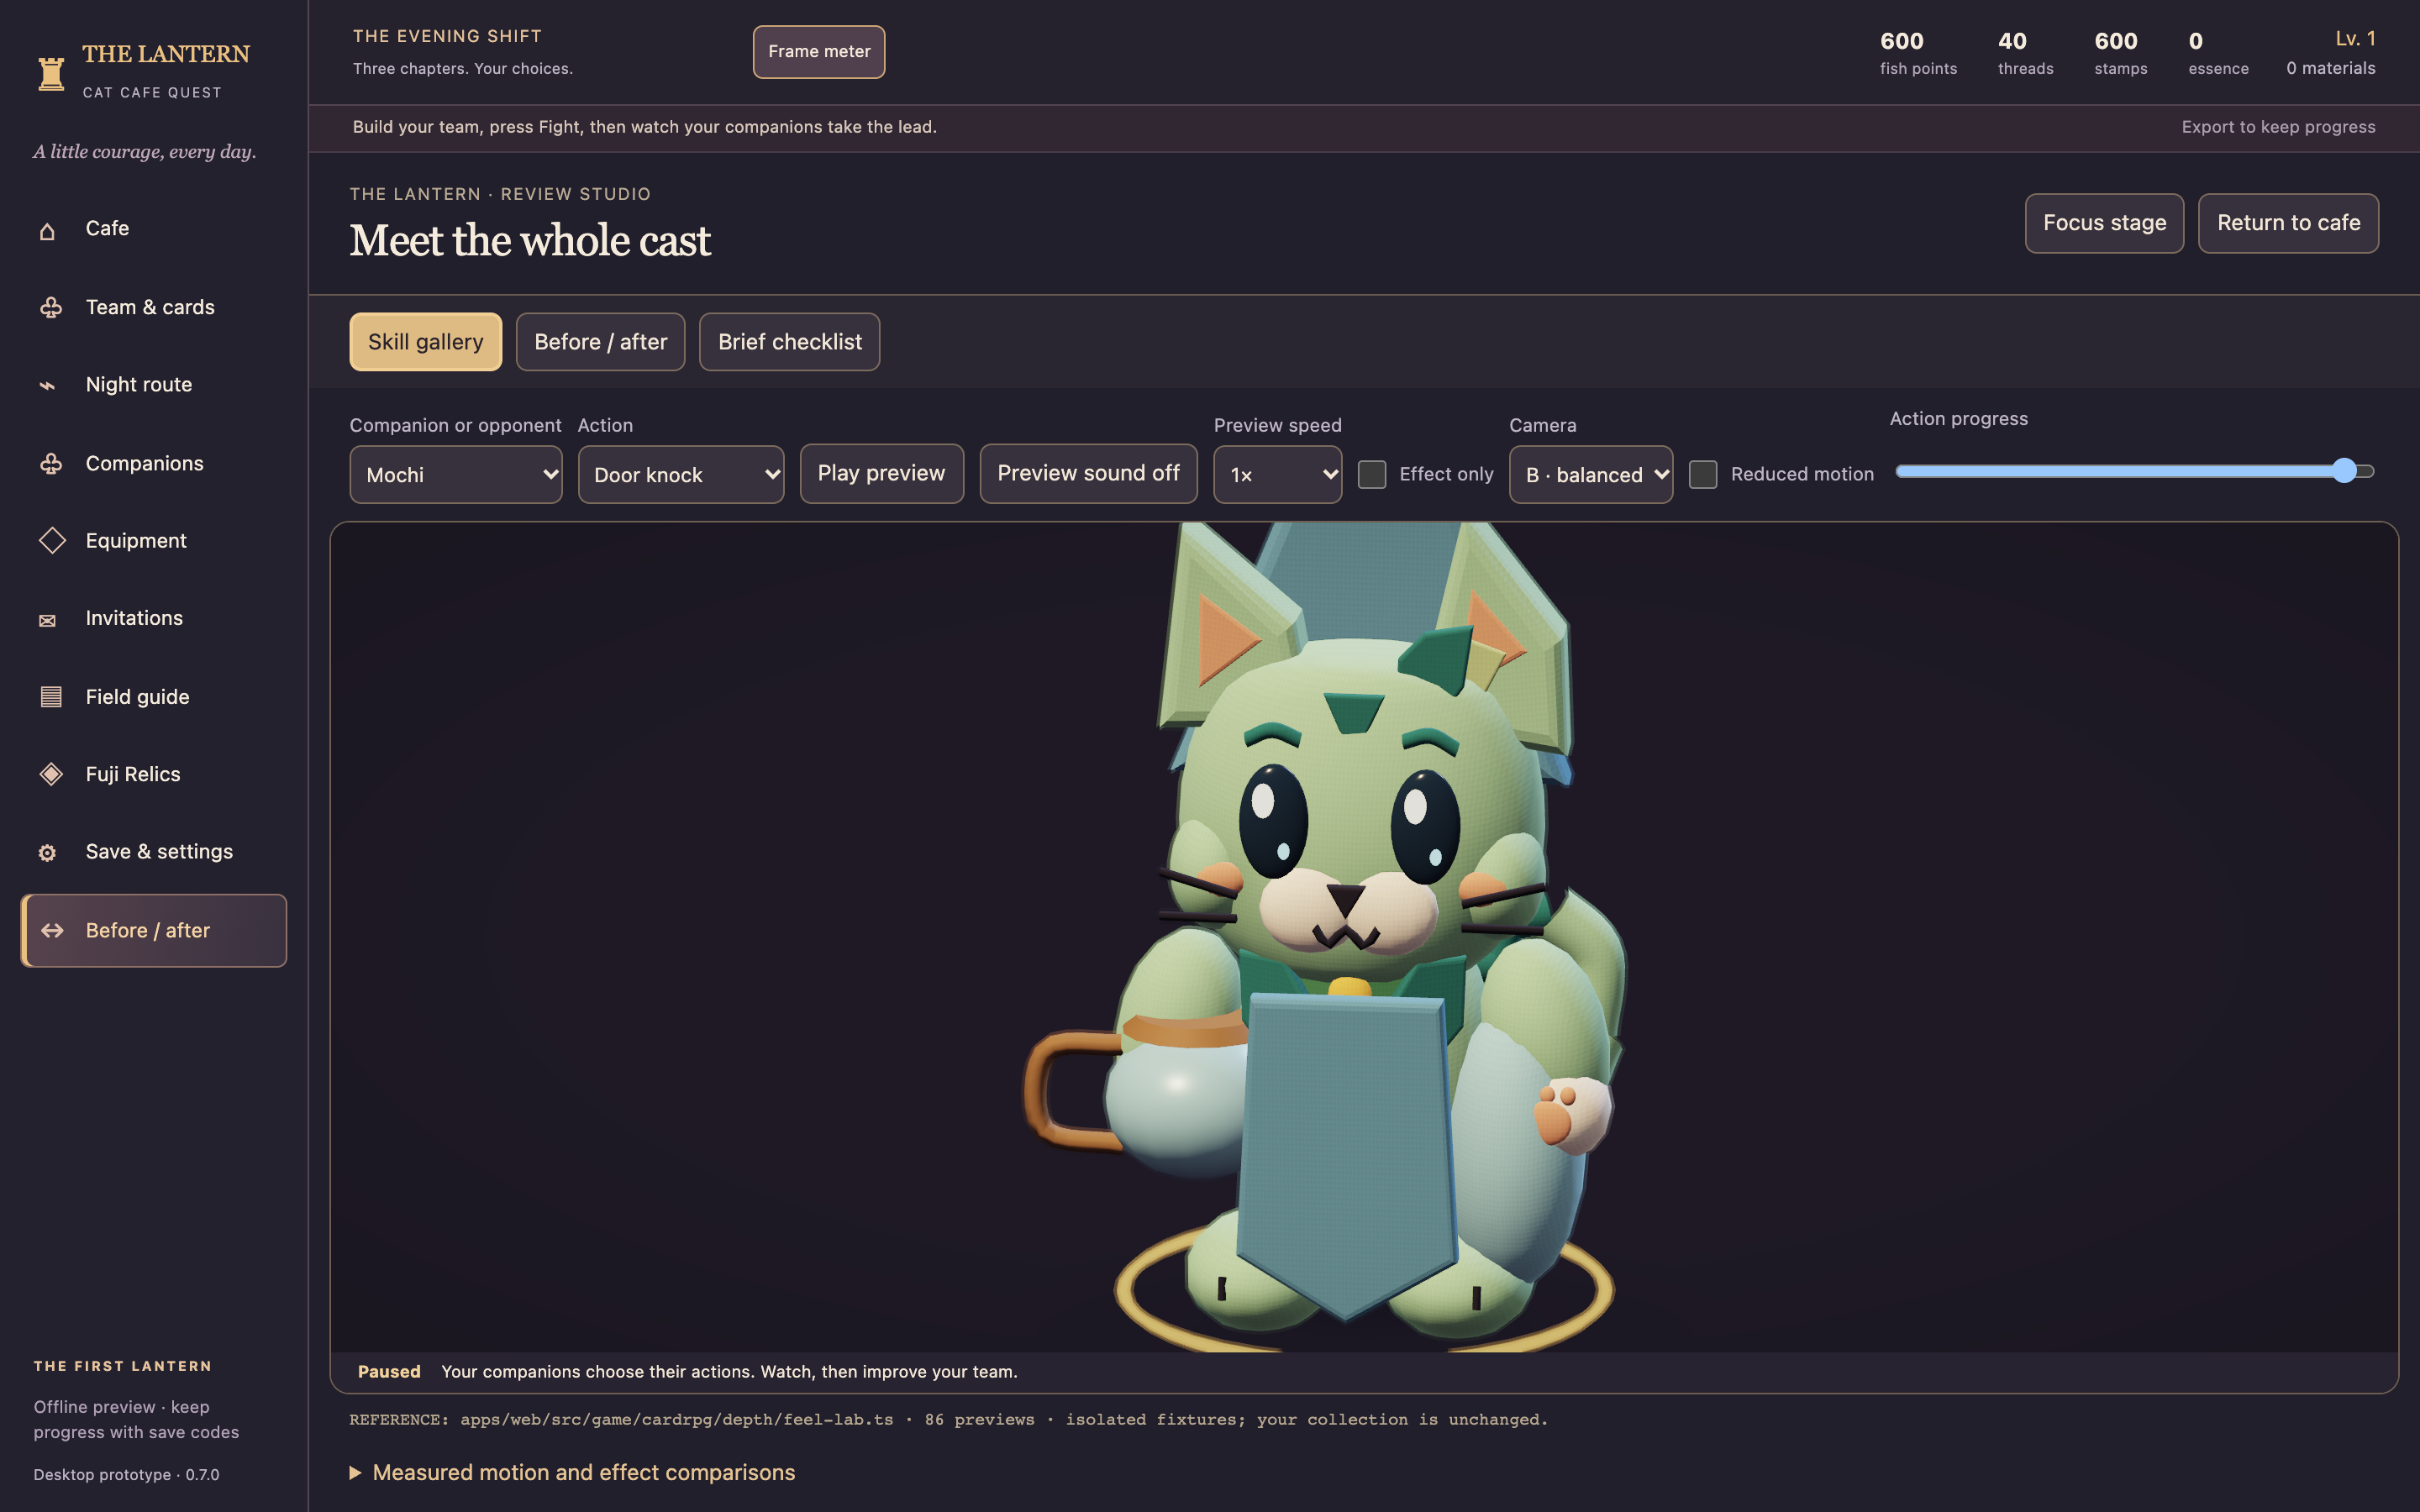 THE LANTERN
CAT CAFE QUEST
A little courage, every day.
Cafe
Team & cards
Night route
Companions
Equipment
Invitations
Field guide
Fuji Relics
Save & settings
Before / after
THE FIRST LANTERN
Offline preview · keep
progress with save codes
Desktop prototype · 0.7.0
THE EVENING SHIFT
Three chapters. Your choices.
Frame meter
600 fish points
40 threads
600 stamps
0 essence
Lv. 1
0 materials
Build your team, press Fight, then watch your companions take the lead.
Export to keep progress
THE LANTERN · REVIEW STUDIO
Meet the whole cast
Focus stage
Return to cafe
Skill gallery
Before / after
Brief checklist
Companion or opponent
Mochi
Action
Door knock
Play preview
Preview sound off
Preview speed
1×
Effect only
Camera
B · balanced
Reduced motion
Action progress
Paused Your companions choose their actions. Watch, then improve your team.
REFERENCE: apps/web/src/game/cardrpg/depth/feel-lab.ts · 86 previews · isolated fixtures; your collection is unchanged.
Measured motion and effect comparisons